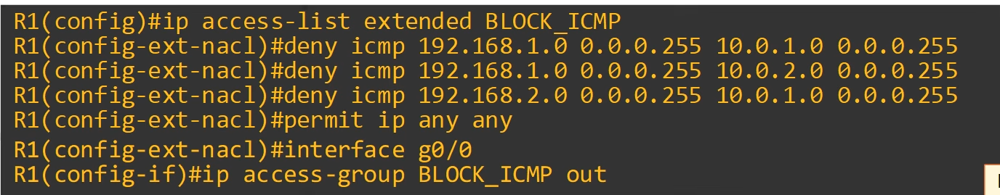 R1(config)#ip access-list extended BLOCK_ICMP
R1(config-ext-nacl)#deny icmp 192.168.1.0 0.0.0.255 10.0.1.0 0.0.0.255
R1(config-ext-nacl)#deny icmp 192.168.1.0 0.0.0.255 10.0.2.0 0.0.0.255
R1(config-ext-nacl)#deny icmp 192.168.2.0 0.0.0.255 10.0.1.0 0.0.0.255
R1(config-ext-nacl)#permit ip any any
R1(config-ext-nacl)#interface g0/0
R1(config-if)#ip access-group BLOCK_ICMP out